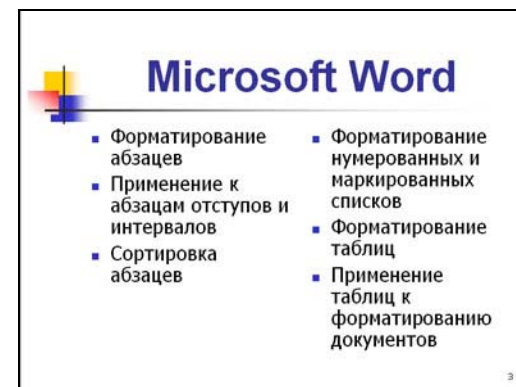 Microsoft Word
Форматирование
абзацев
Применение к
абзацам отступов и
интервалов
Сортировка
абзацев
Форматирование
нумерованных и
маркированных
списков
Форматирование
таблиц
Применение
таблиц к
форматированию
документов
3